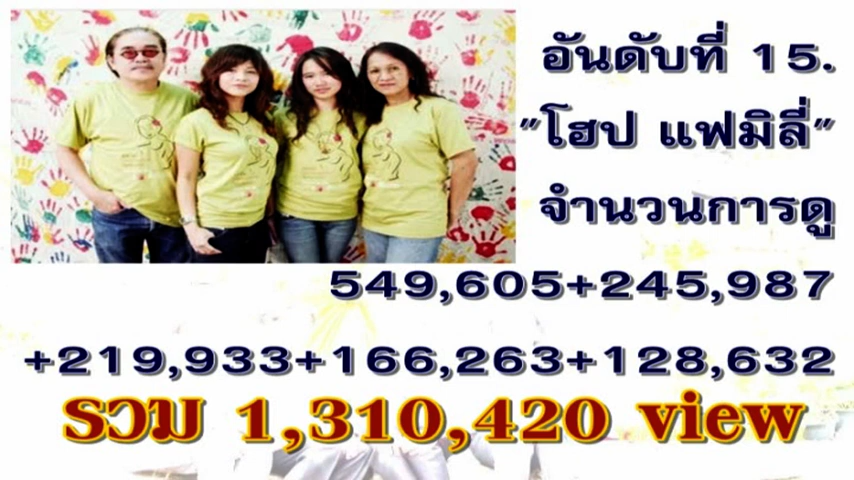 อันดับที่ 15.
"โฮป แฟมิลี่"
จำนวนการดู
549,605+245,987
+219,933+166,263+128,632
รวม 1,310,420 view